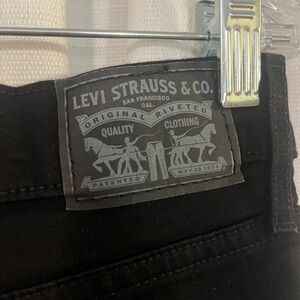 LEVI STRAUSS & CO.
SAN FRANCISCO
CAL.
ORIGINAL RIVETED
QUALITY CLOTHING
PATENTED MAY 20 1873